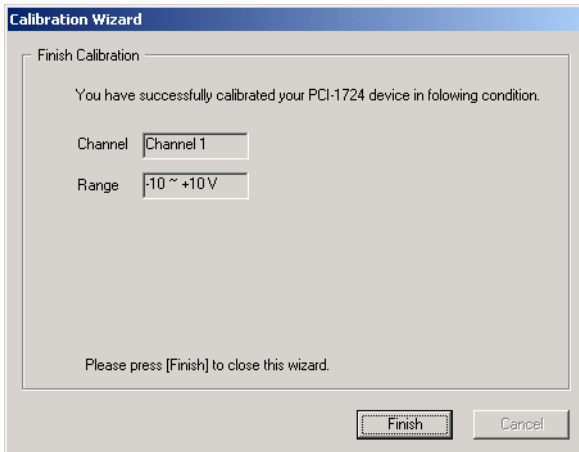 Calibration Wizard
Finish Calibration
You have successfully calibrated your PCI-1724 device in folowing condition.
Channel Channel 1
Range -10 ~ +10 V
Please press [Finish] to close this wizard.
Finish Cancel